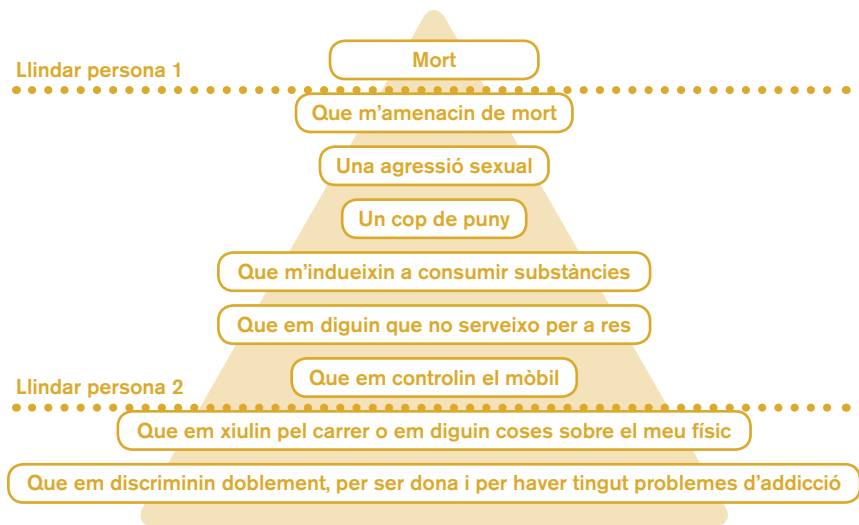 Mort
Llindar persona 1
Que m’amenacin de mort
Una agressió sexual
Un cop de puny
Que m’indueixin a consumir substàncies
Que em diguin que no serveixo per a res
Que em controlin el mòbil
Llindar persona 2
Que em xiulin pel carrer o em diguin coses sobre el meu físic
Que em discriminin doblement, per ser dona i per haver tingut problemes d’addicció